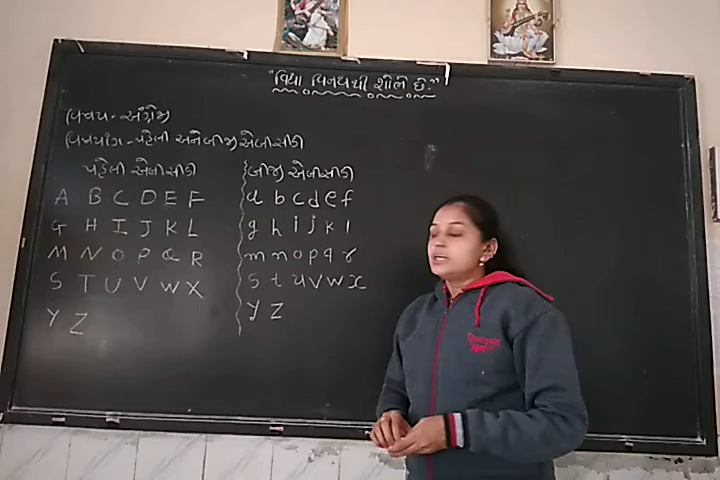 "વિદ્યા વિનયથી શોભે છે."
વિષય - અંગ્રેજી
વિષયાંગ - પહેલી અને બીજી એબીસીડી
પહેલી એબીસીડી
A B C D E F
G H I J K L
M N O P Q R
S T U V W X
Y Z
બીજી એબીસીડી
a b c d e f
g h i j k l
m n o p q r
s t u v w x
y z